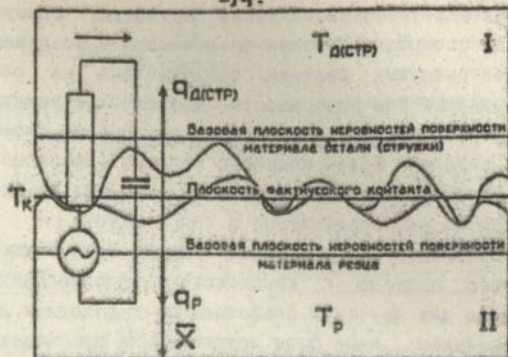 T Д(СТР) I
q Д(СТР)
Базовая плоскость неровностей поверхности
материала детали (стружки)
T К
Плоскость фактического контакта
Базовая плоскость неровностей поверхности
материала резца
q Р
T Р II
X̅